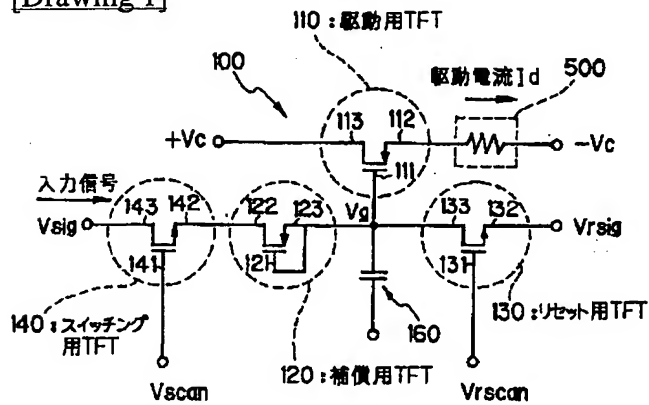 [Drawing 1]
110:駆動用TFT
100
駆動電流Id
500
113
112
+Vc
-Vc
111
入力信号
Vsig
143
142
122
123
Vg
133
132
Vrsig
141
121
131
160
140:スイッチング
用TFT
130:リセット用TFT
120:補償用TFT
Vscan
Vrscan